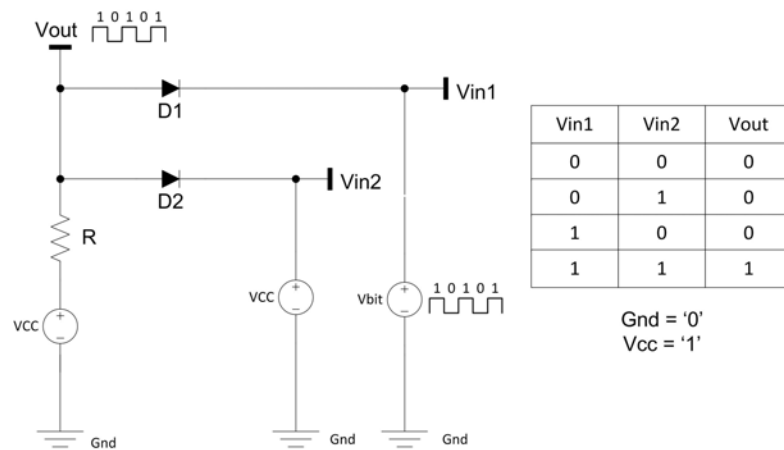 1 0 1 0 1
Vout
D1
Vin1
D2
Vin2
R
VCC
VCC
Vbit
1 0 1 0 1
Gnd
Gnd
Gnd
Vin1 Vin2 Vout
0 0 0
0 1 0
1 0 0
1 1 1
Gnd = ‘0’
Vcc = ‘1’